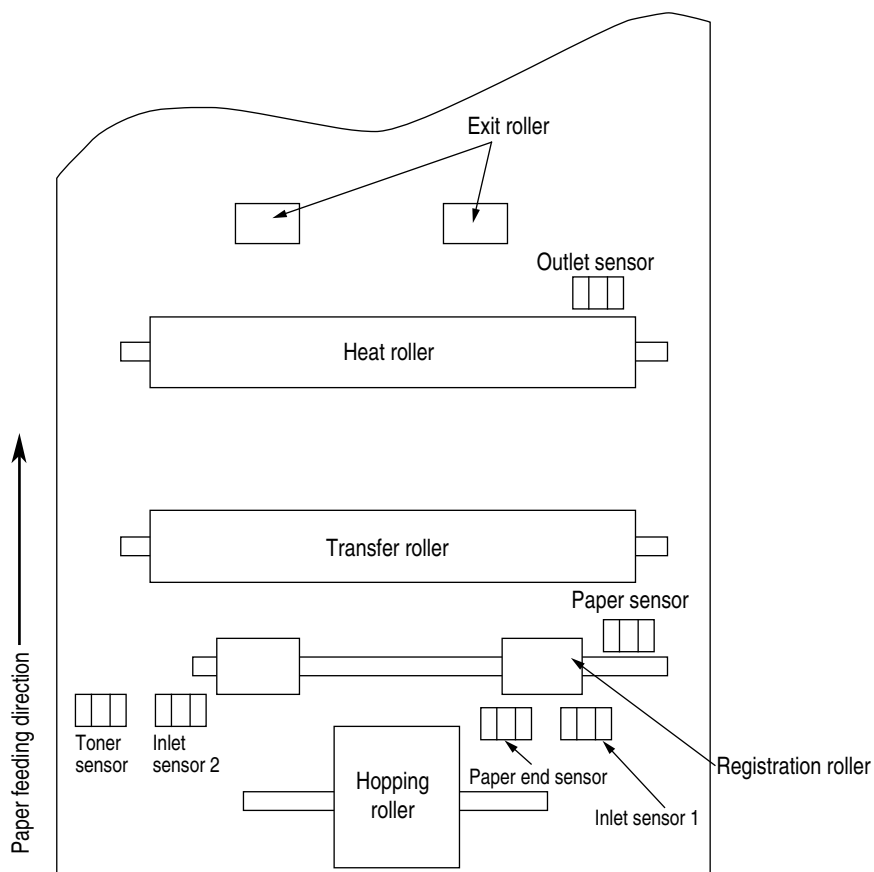 Exit roller
Outlet sensor
Heat roller
Transfer roller
Paper sensor
Paper feeding direction
Toner
sensor
Inlet
sensor 2
Hopping
roller
Paper end sensor
Registration roller
Inlet sensor 1